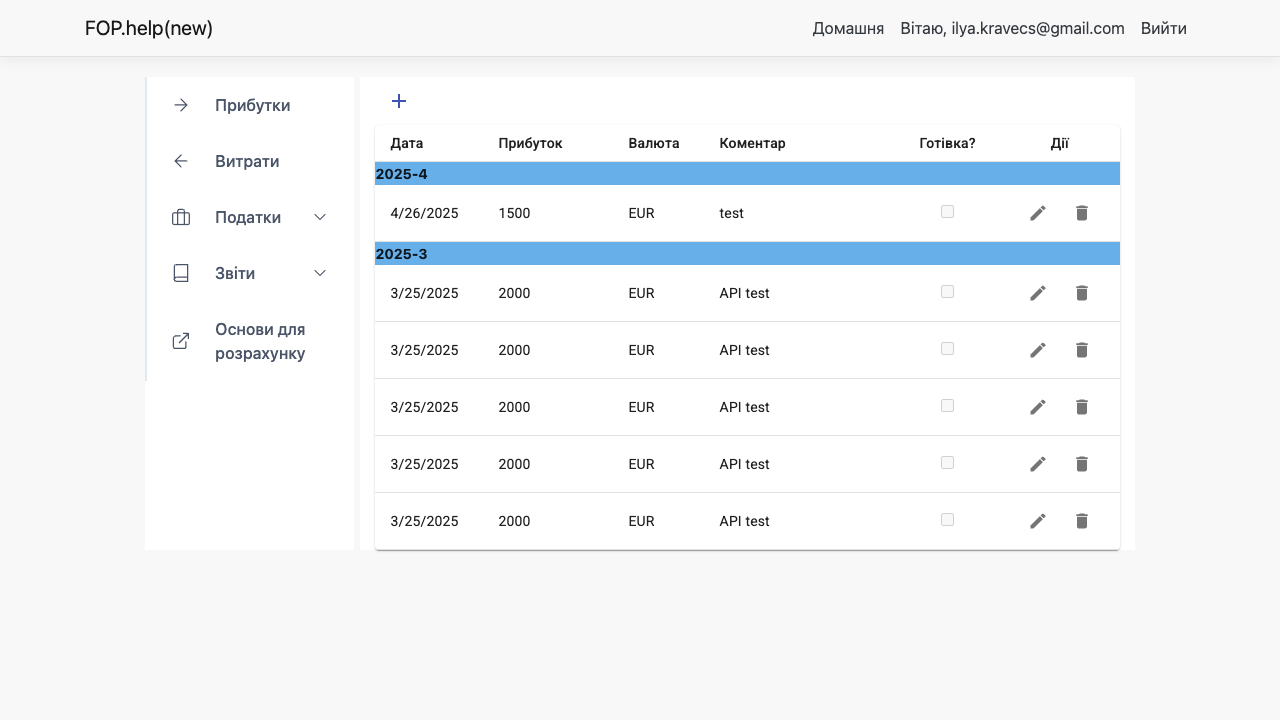 FOP.help(new)
Домашня Вітаю, ilya.kravecs@gmail.com Вийти
Прибутки
Витрати
Податки
Звіти
Основи для
розрахунку
Дата Прибуток Валюта Коментар Готівка? Дії
2025-4
4/26/2025 1500 EUR test
2025-3
3/25/2025 2000 EUR API test
3/25/2025 2000 EUR API test
3/25/2025 2000 EUR API test
3/25/2025 2000 EUR API test
3/25/2025 2000 EUR API test